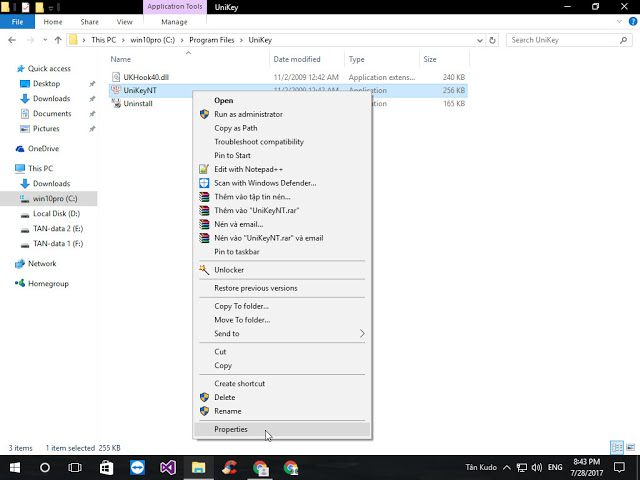 Application Tools
UniKey
File
Home
Share
View
Manage
This PC
win10pro (C:)
Program Files
UniKey
Search UniKey
Name
Date modified
Type
Size
Quick access
Desktop
Downloads
Documents
Pictures
OneDrive
This PC
Downloads
win10pro (C:)
Local Disk (D:)
TAN-data 2 (E:)
TAN-data 1 (F:)
Network
Homegroup
UKHook40.dll 11/2/2009 12:42 AM Application extens... 240 KB
UniKeyNT 11/2/2009 12:43 AM Application 256 KB
Uninstall 165 KB
Open
Run as administrator
Copy as Path
Troubleshoot compatibility
Pin to Start
Edit with Notepad++
Scan with Windows Defender...
Thêm vào tập tin nén...
Thêm vào "UniKeyNT.rar"
Nén và email...
Nén vào "UniKeyNT.rar" và email
Pin to taskbar
Unlocker
Restore previous versions
Copy To folder...
Move To folder...
Send to
Cut
Copy
Create shortcut
Delete
Rename
Properties
3 items
1 item selected 255 KB
Tân Kudo
ENG
8:43 PM
7/28/2017